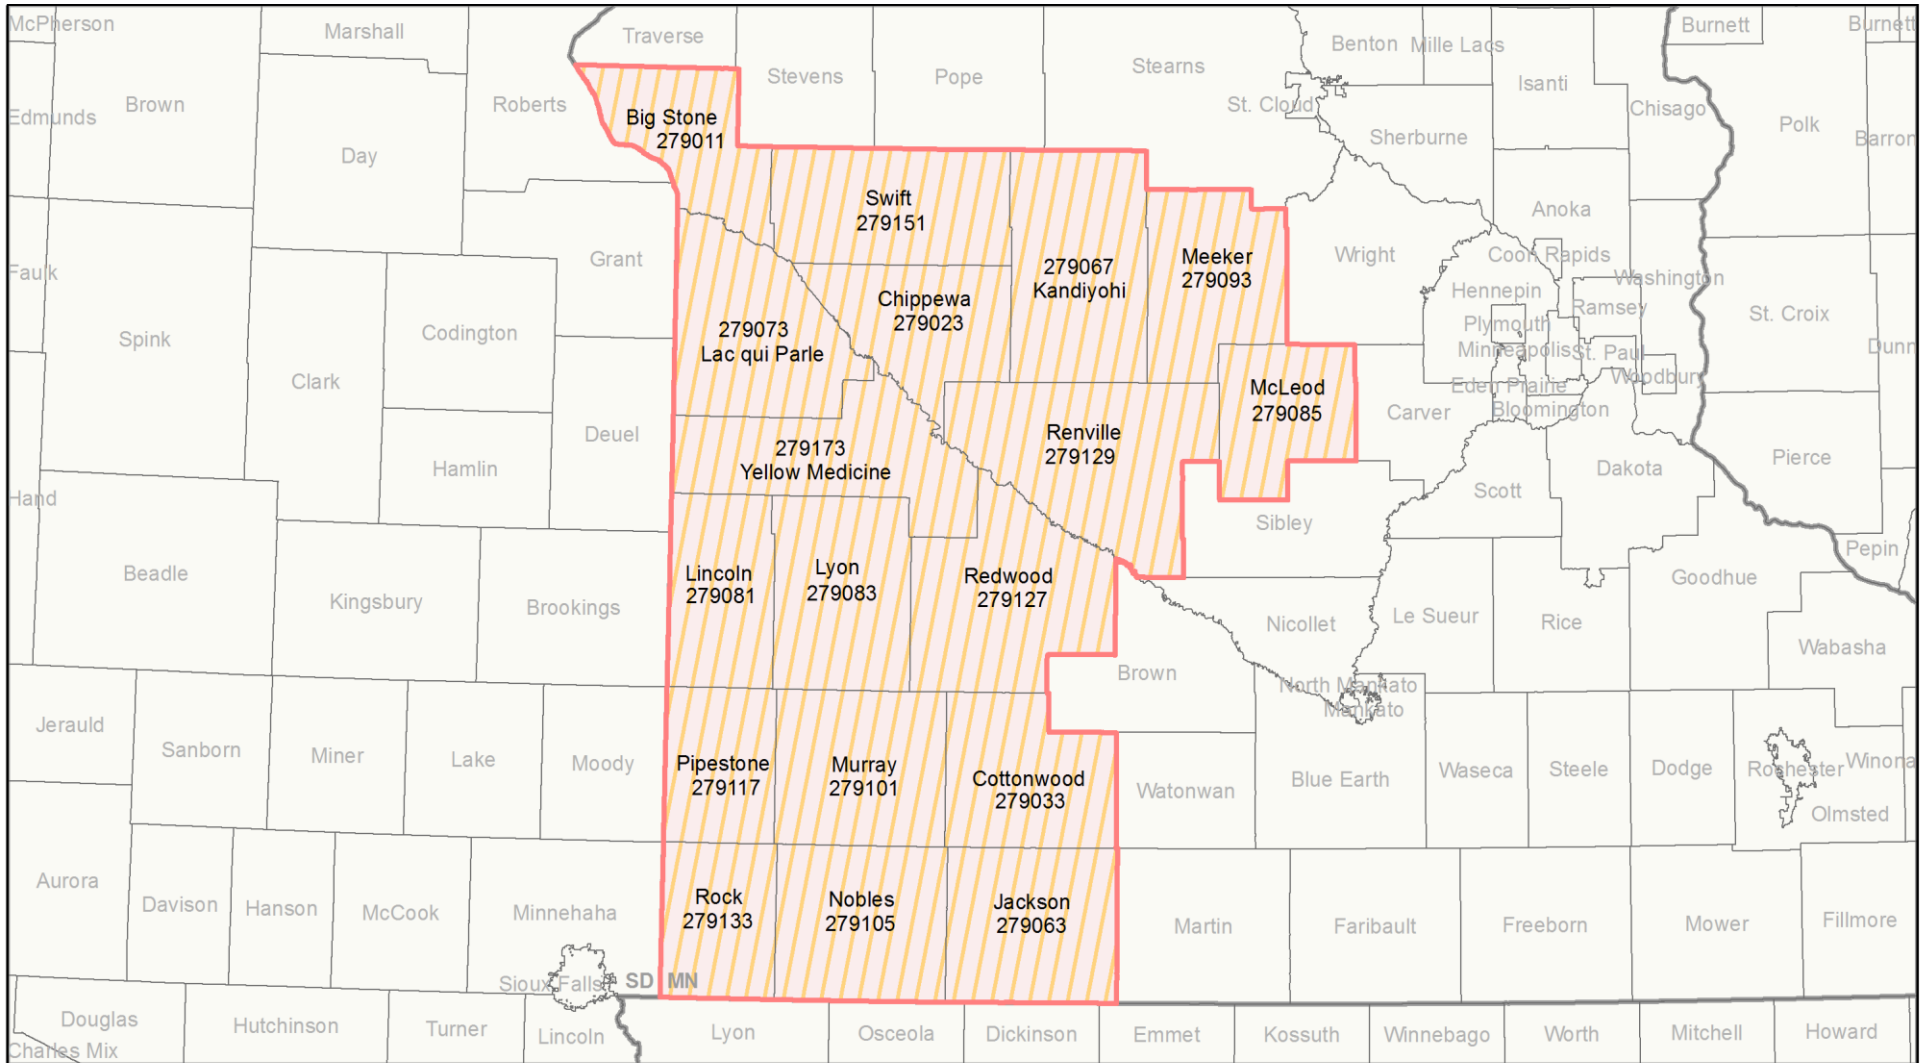 McPherson
Marshall
Traverse
Benton
Mille Lacs
Burnett
Burnett
Stevens
Pope
Stearns
Isanti
Edmunds
Brown
Roberts
Big Stone
279011
St. Cloud
Chisago
Polk
Barron
Day
Sherburne
Swift
279151
Anoka
Faulk
Grant
279067
Kandiyohi
Meeker
279093
Wright
Coon Rapids
Washington
Hennepin
Ramsey
Spink
Codington
279073
Lac qui Parle
Chippewa
279023
Plymouth
Minneapolis
St. Paul
St. Croix
Dunn
Clark
McLeod
279085
Eden Prairie
Woodbury
Carver
Bloomington
Deuel
Renville
279129
Hamlin
279173
Yellow Medicine
Dakota
Pierce
Hand
Scott
Sibley
Pepin
Beadle
Kingsbury
Brookings
Lincoln
279081
Lyon
279083
Redwood
279127
Goodhue
Nicollet
Le Sueur
Rice
Wabasha
Brown
North Mankato
Mankato
Jerauld
Sanborn
Miner
Lake
Moody
Pipestone
279117
Murray
279101
Cottonwood
279033
Watonwan
Blue Earth
Waseca
Steele
Dodge
Rochester
Winona
Olmsted
Aurora
Davison
Hanson
McCook
Minnehaha
Rock
279133
Nobles
279105
Jackson
279063
Martin
Faribault
Freeborn
Mower
Fillmore
Sioux Falls
SD
MN
Douglas
Hutchinson
Turner
Lincoln
Lyon
Osceola
Dickinson
Emmet
Kossuth
Winnebago
Worth
Mitchell
Howard
Charles Mix